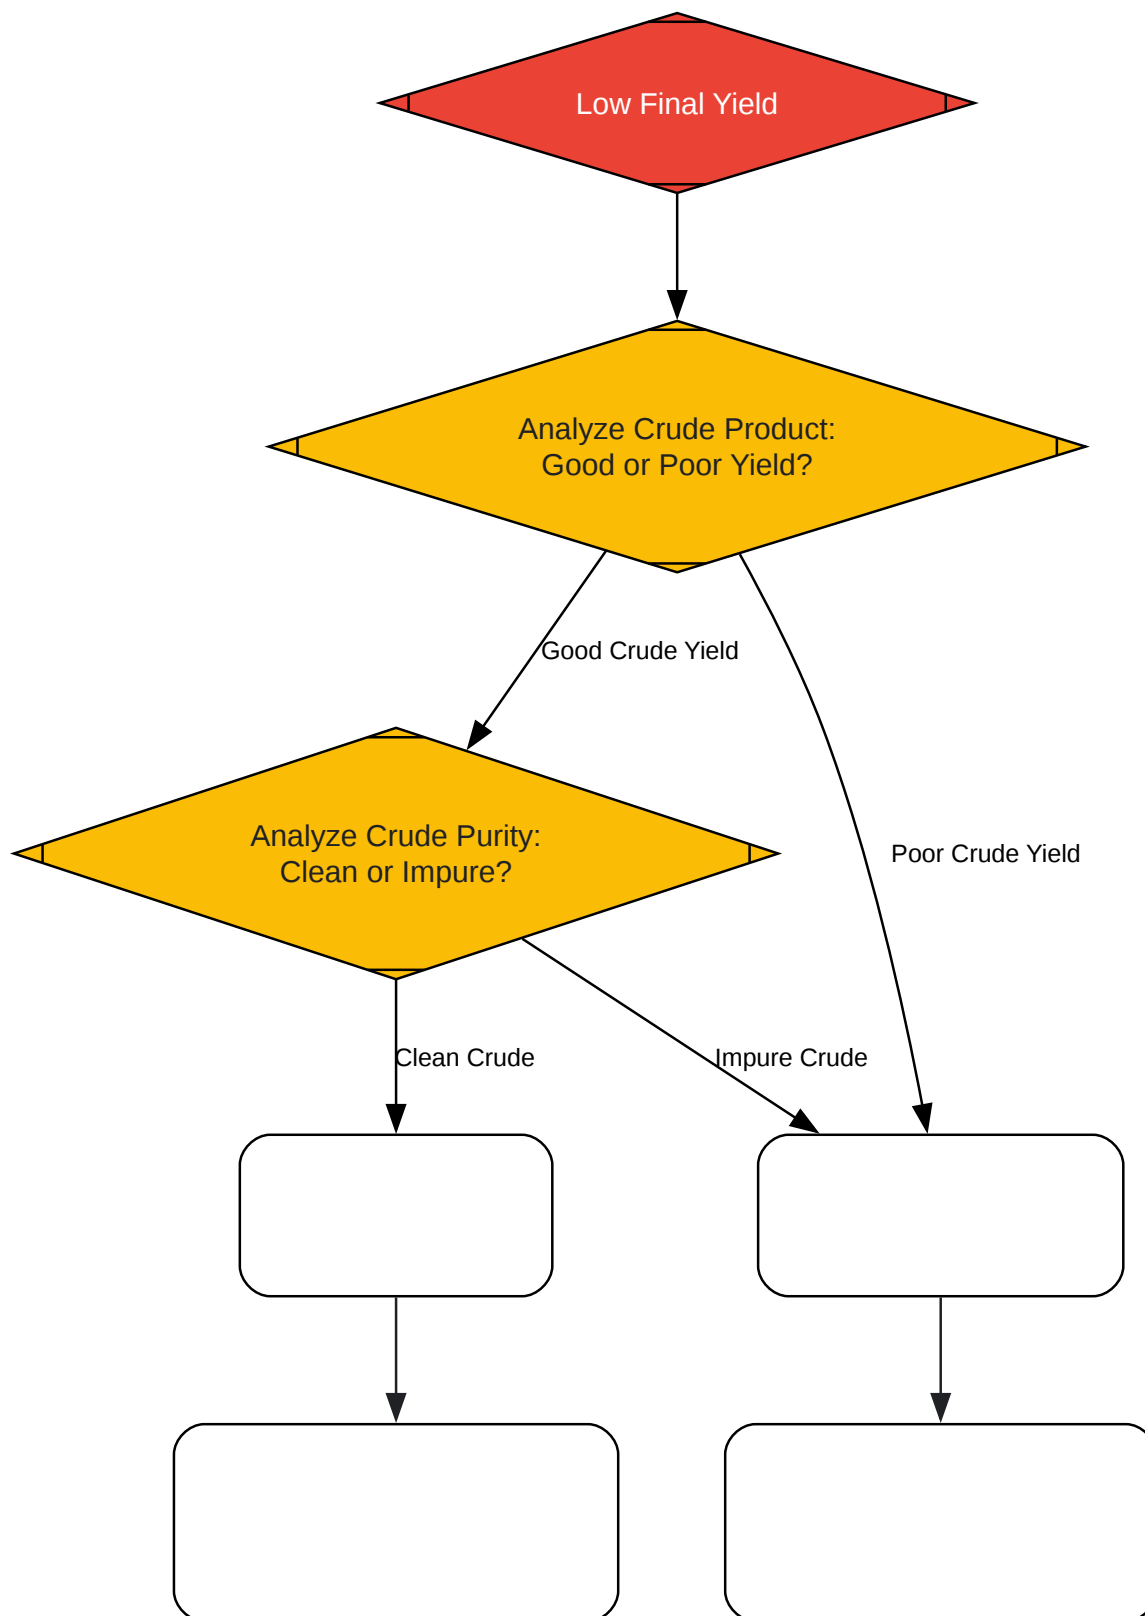 Low Final Yield
Analyze Crude Product:
Good or Poor Yield?
Good Crude Yield
Analyze Crude Purity:
Clean or Impure?
Poor Crude Yield
Clean Crude
Impure Crude